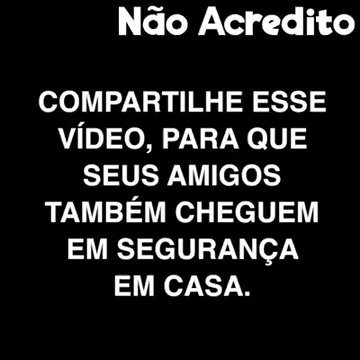 Não Acredito
COMPARTILHE ESSE
VÍDEO, PARA QUE
SEUS AMIGOS
TAMBÉM CHEGUEM
EM SEGURANÇA
EM CASA.